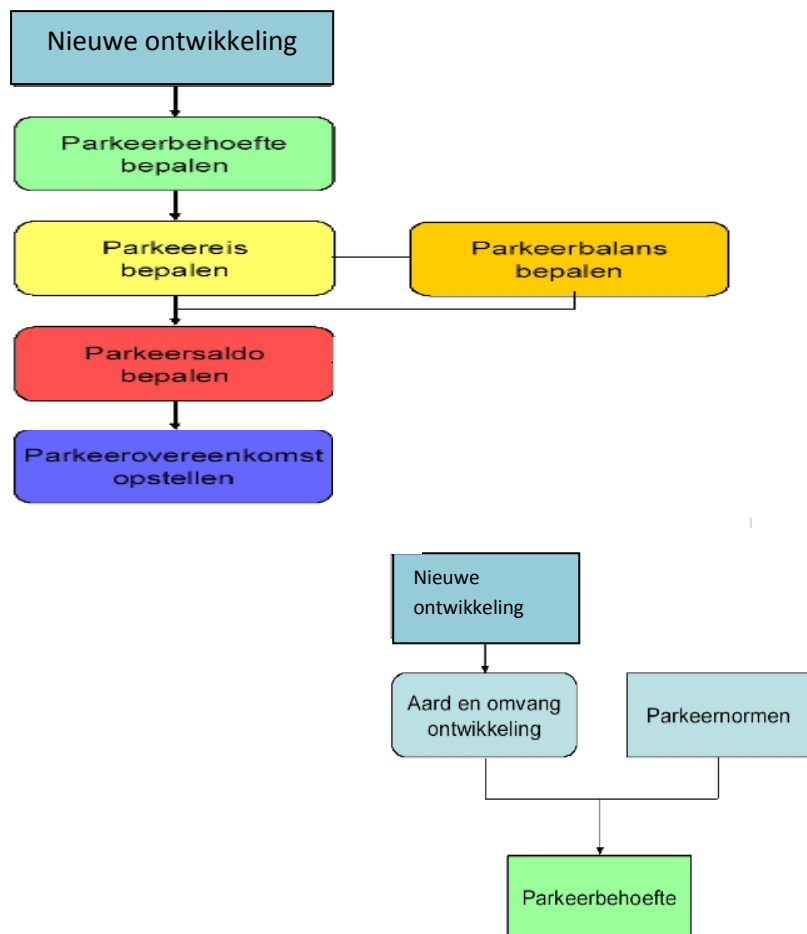 Nieuwe ontwikkeling
Parkeerbehoefte
bepalen
Parkeereis
bepalen
Parkeerbalans
bepalen
Parkeersaldo
bepalen
Parkeerovereenkomst
opstellen
Nieuwe
ontwikkeling
Aard en omvang
ontwikkeling
Parkeernormen
Parkeerbehoefte